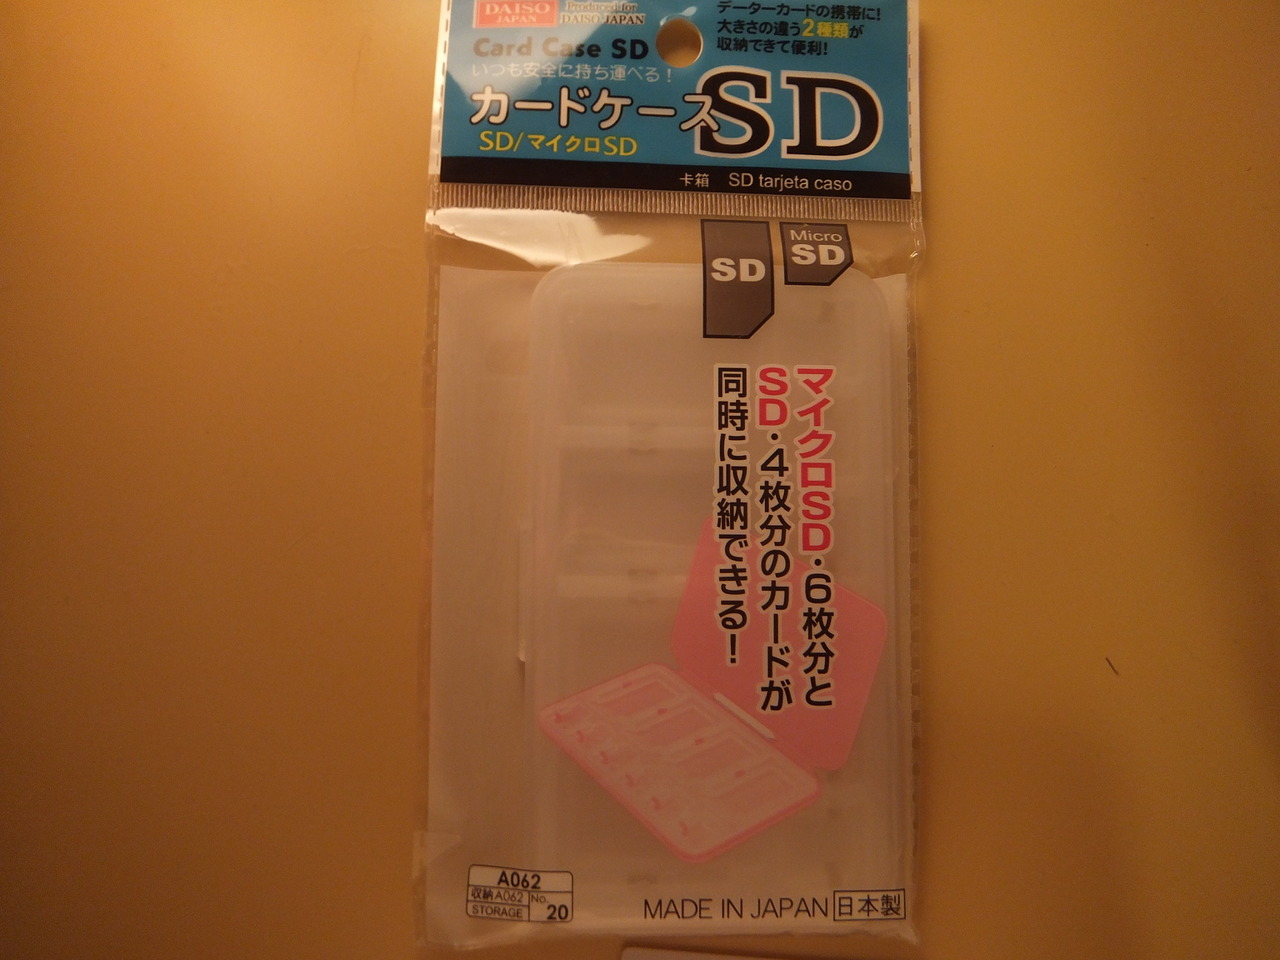 DAISO
JAPAN
Produced for
DAISO JAPAN
データーカードの携帯に!
大きさの違う2種類が
収納できて便利!
Card Case SD
いつも安全に持ち運べる!
カードケースSD
SD/マイクロSD
卡箱 SD tarjeta caso
SD
Micro
SD
マイクロSD・6枚分と
SD・4枚分のカードが
同時に収納できる!
A062
収納A062
STORAGE
No.
20
MADE IN JAPAN 日本製